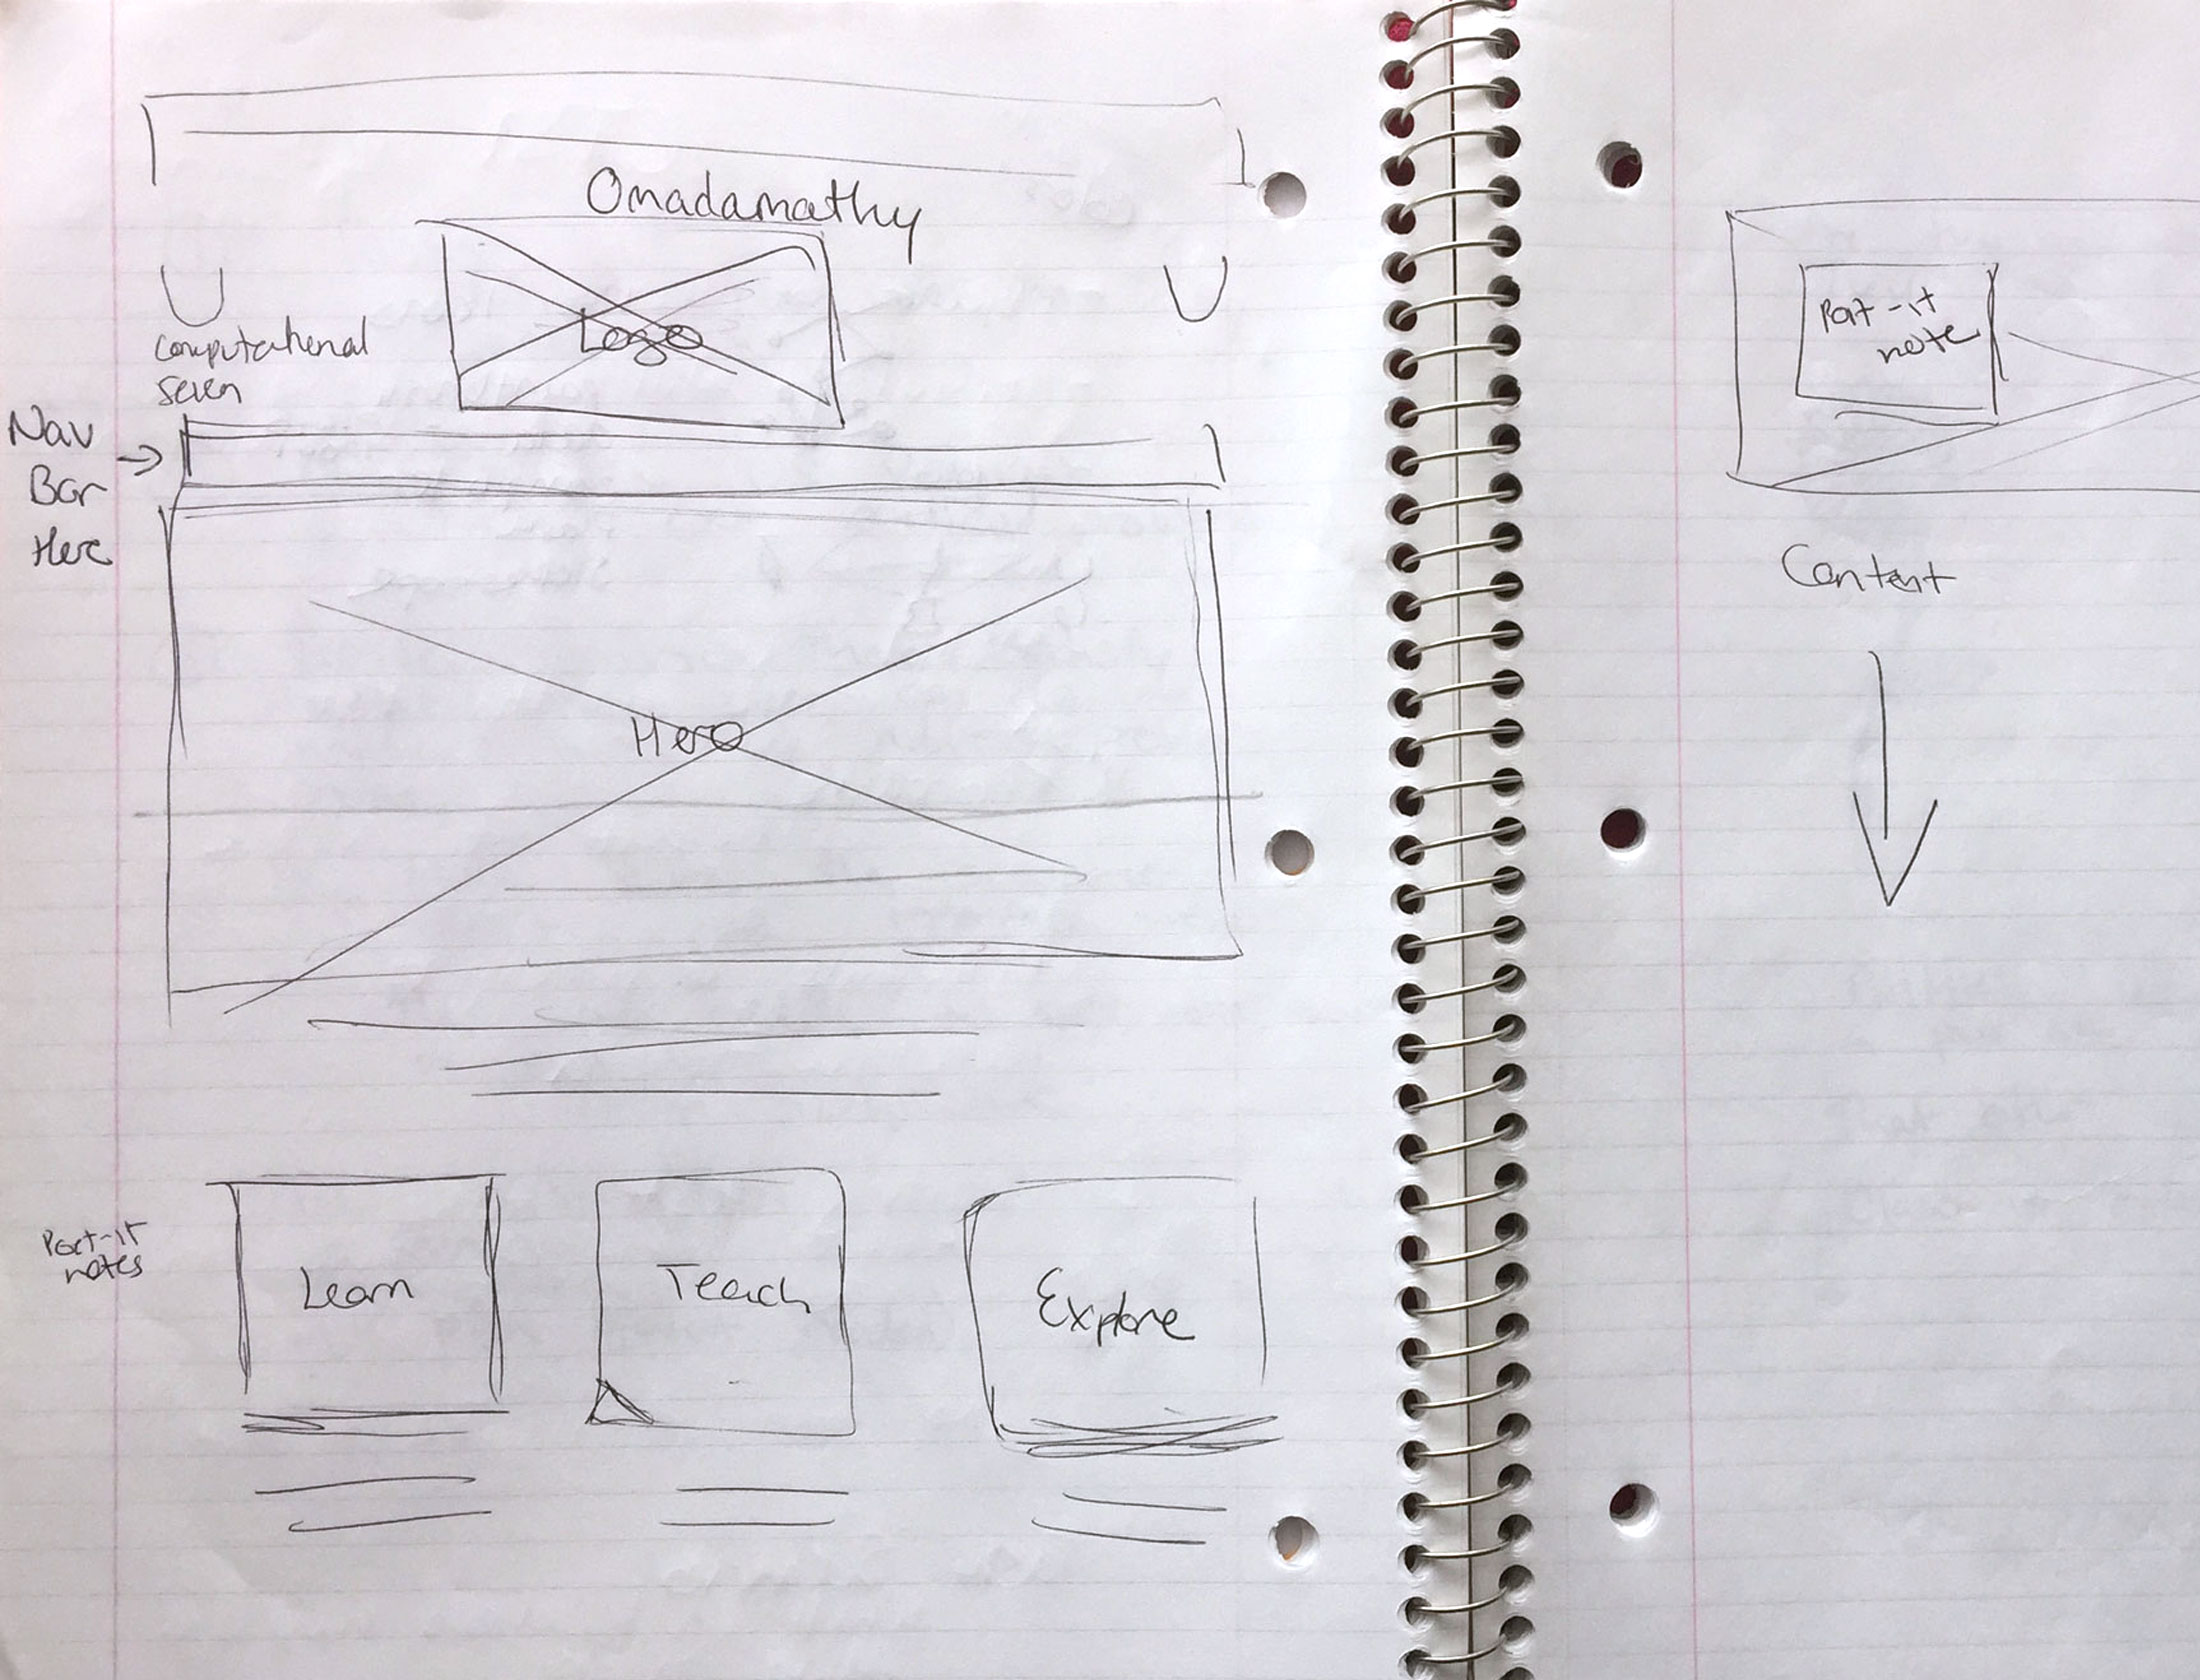 Omadamathy
Logo
computational
seven
Nav
Bar
Here
Hero
Post-it
notes
Learn
Teach
Explore
Post-it
note
Content